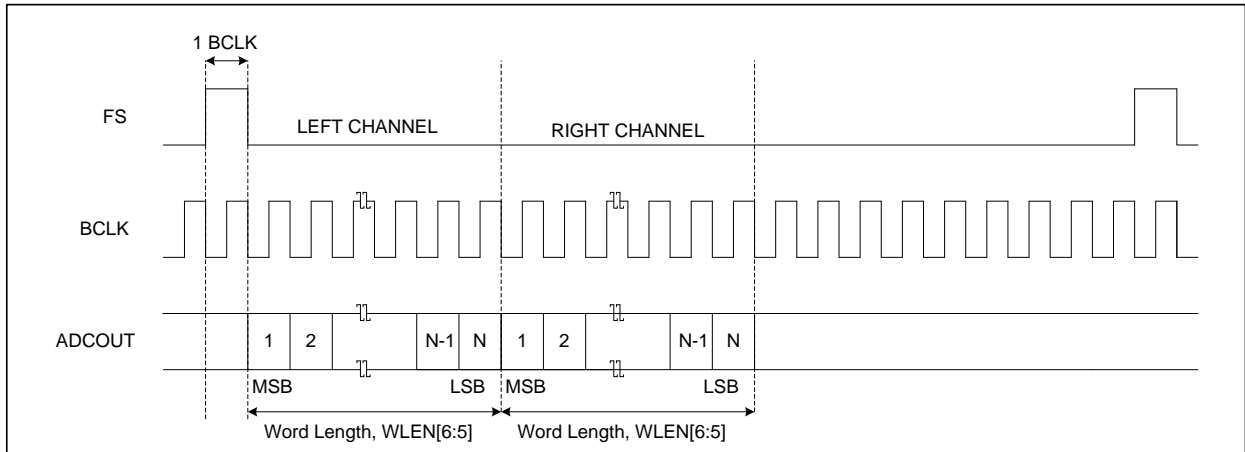 1 BCLK
FS
LEFT CHANNEL
RIGHT CHANNEL
BCLK
ADCOUT
1 2 N-1 N 1 2 N-1 N
MSB LSB MSB LSB
Word Length, WLEN[6:5] Word Length, WLEN[6:5]